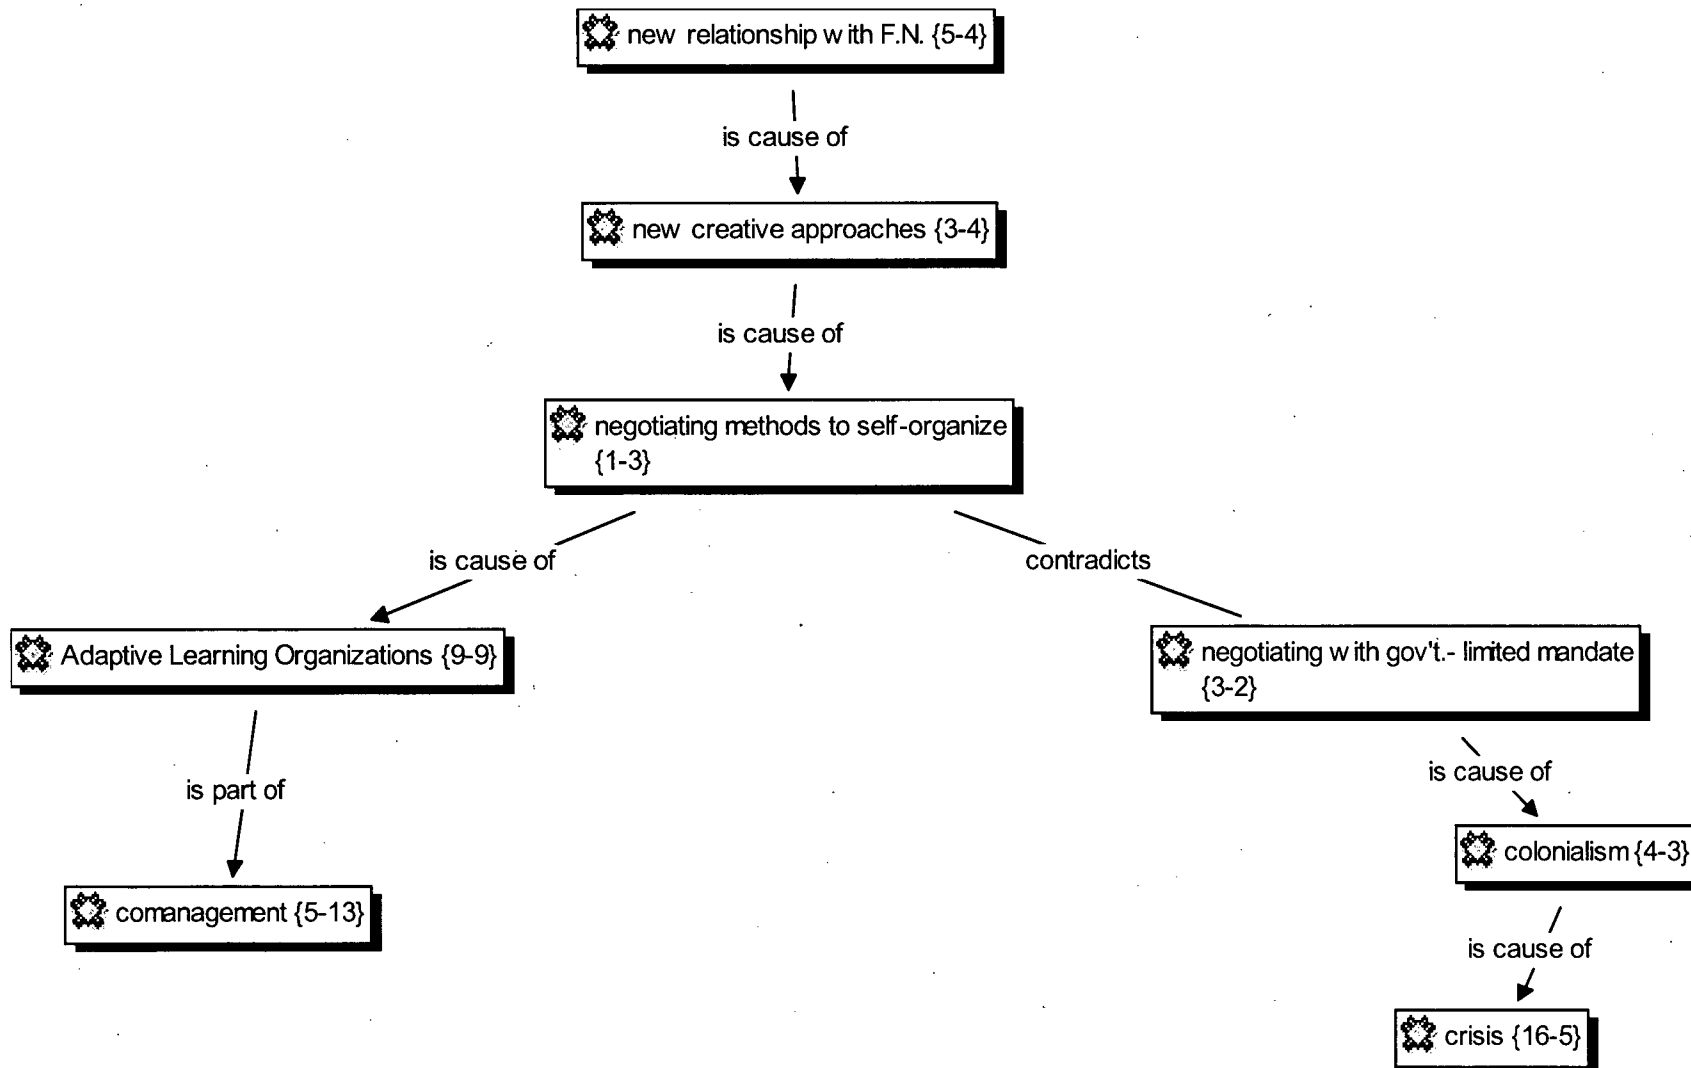 new relationship with F.N. {5-4}
is cause of
new creative approaches {3-4}
is cause of
negotiating methods to self-organize
{1-3}
is cause of
contradicts
Adaptive Learning Organizations {9-9}
negotiating with gov't.- limited mandate
{3-2}
is part of
is cause of
colonialism {4-3}
comanagement {5-13}
is cause of
crisis {16-5}